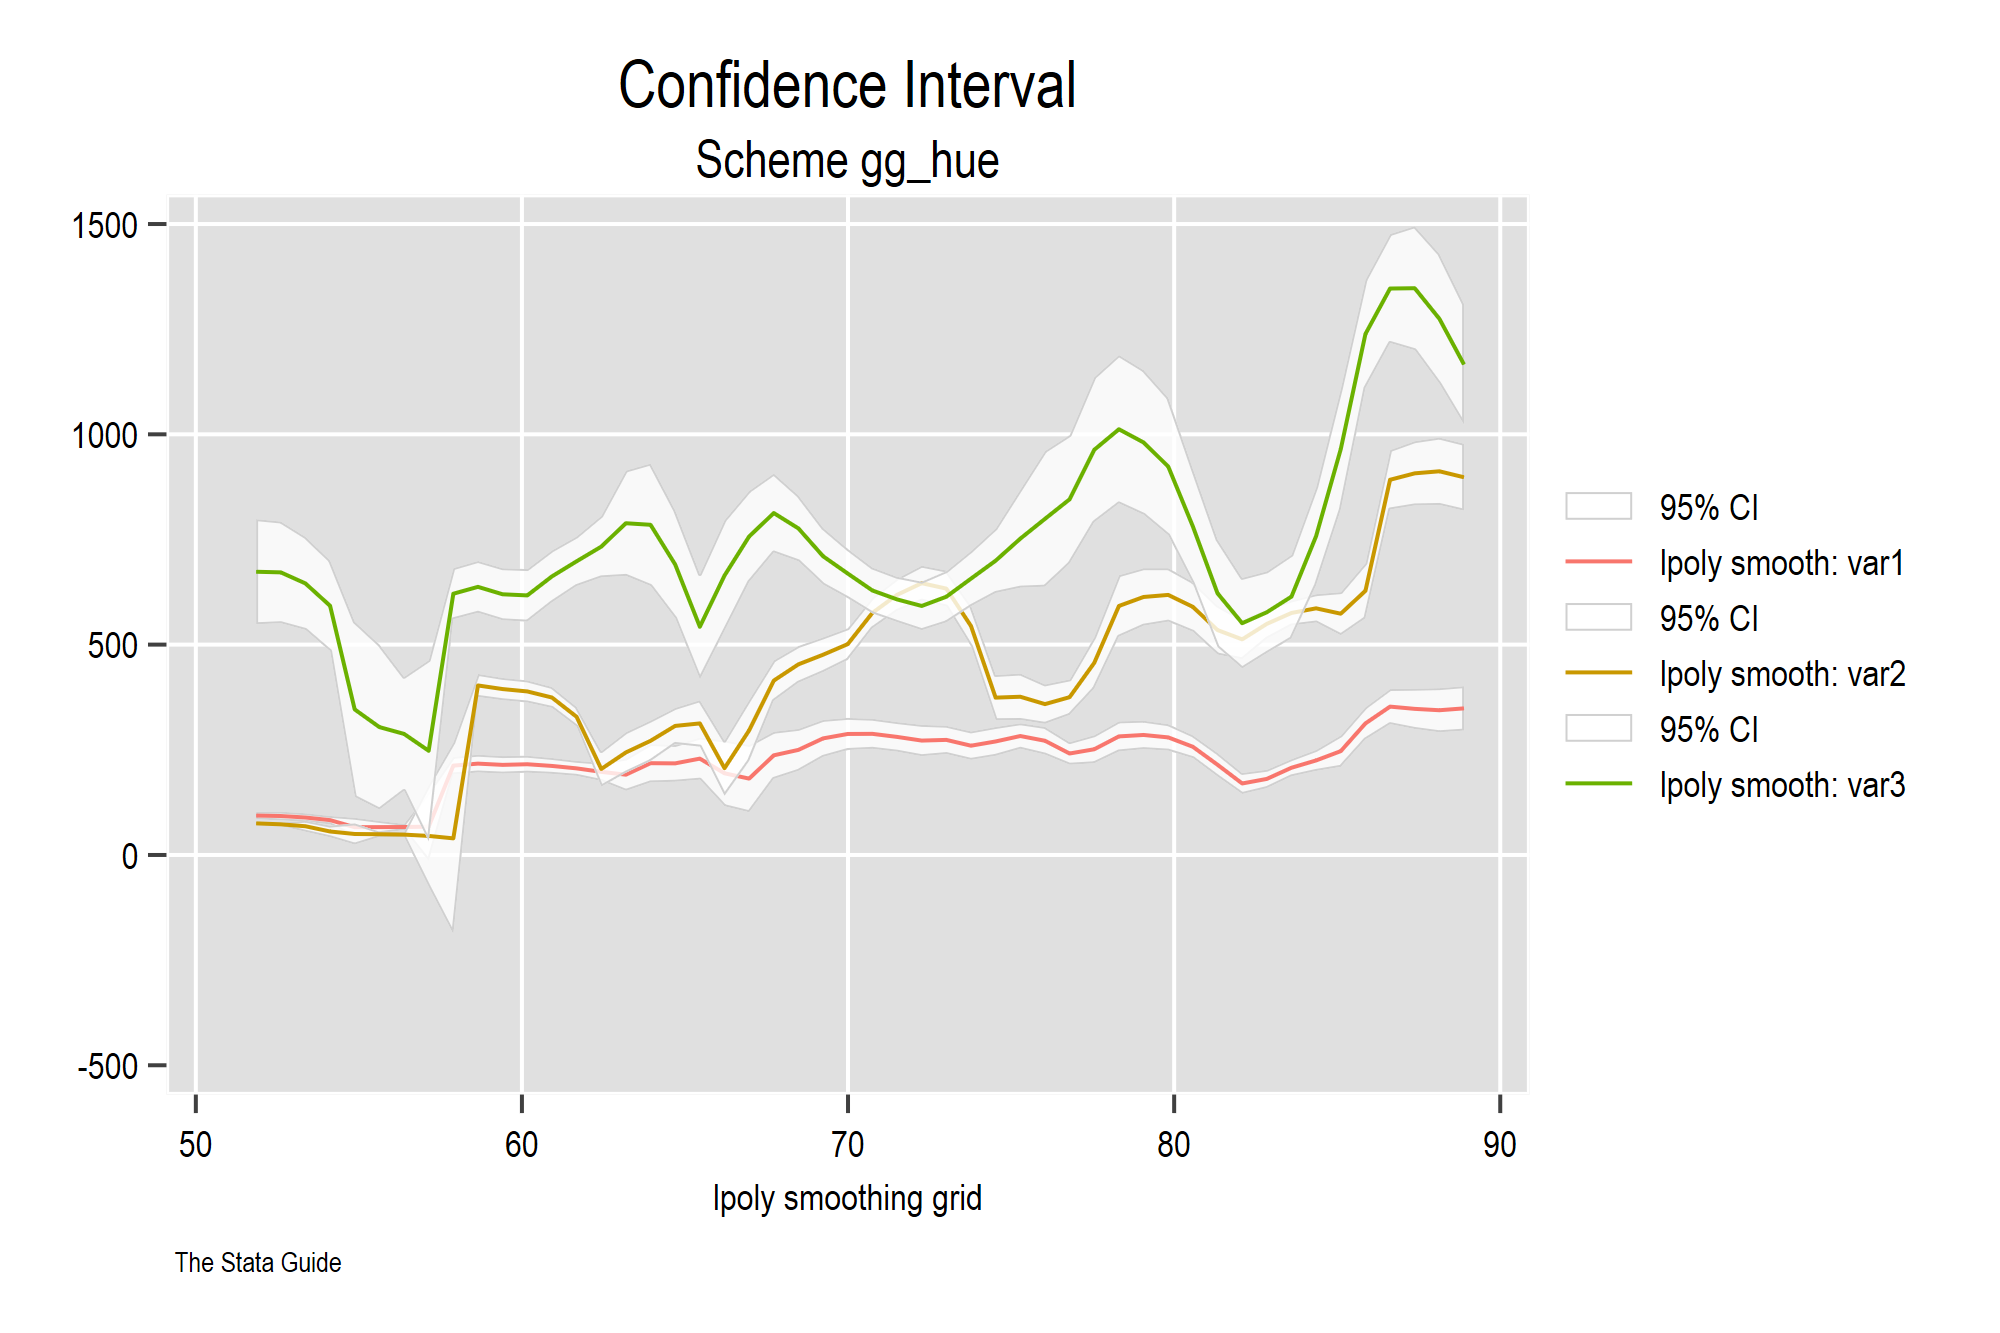 Confidence Interval
Scheme gg_hue
1500
1000
500
0
-500
50 60 70 80 90
lpoly smoothing grid
95% CI
lpoly smooth: var1
95% CI
lpoly smooth: var2
95% CI
lpoly smooth: var3
The Stata Guide